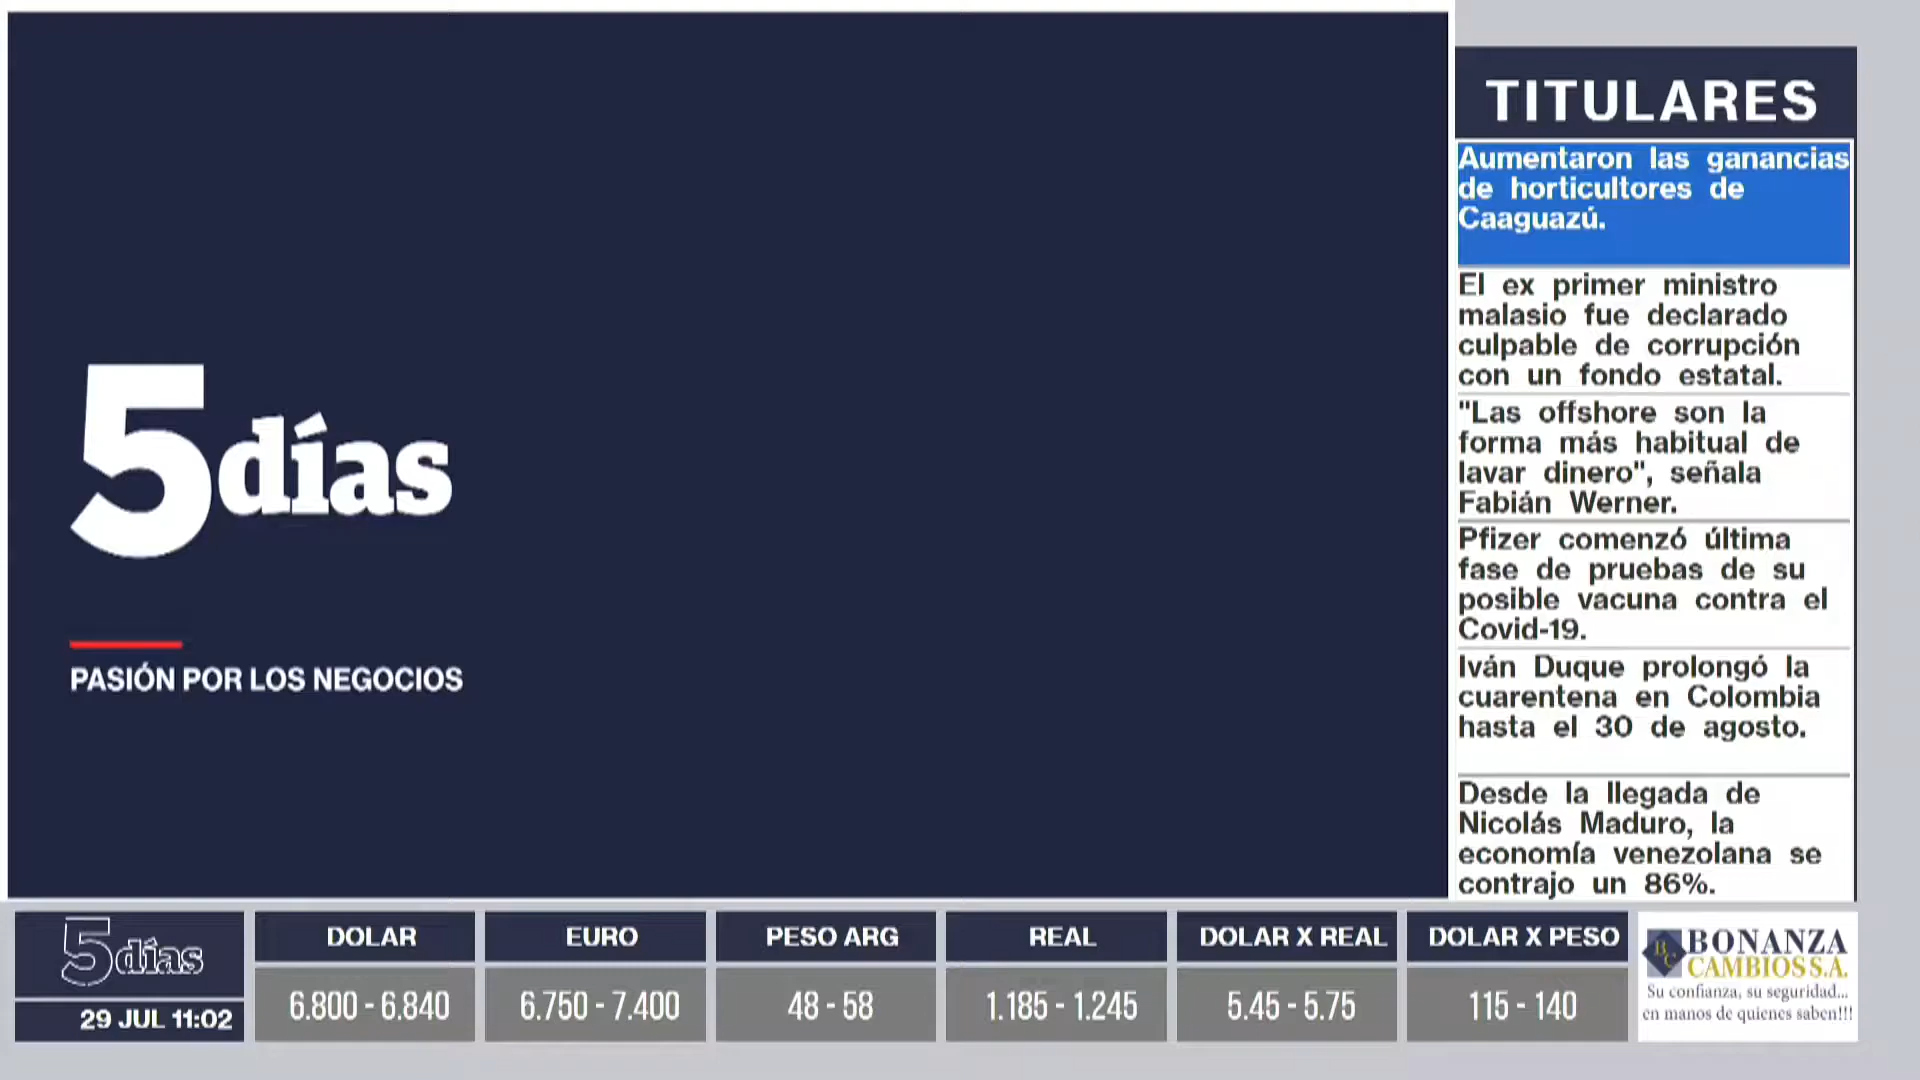 5días
PASIÓN POR LOS NEGOCIOS
TITULARES
Aumentaron las ganancias
de horticultores de
Caaguazú.
El ex primer ministro
malasio fue declarado
culpable de corrupción
con un fondo estatal.
"Las offshore son la
forma más habitual de
lavar dinero", señala
Fabián Werner.
Pfizer comenzó última
fase de pruebas de su
posible vacuna contra el
Covid-19.
Iván Duque prolongó la
cuarentena en Colombia
hasta el 30 de agosto.
Desde la llegada de
Nicolás Maduro, la
economía venezolana se
contrajo un 86%.
5días
29 JUL 11:02
DOLAR
6.800 - 6.840
EURO
6.750 - 7.400
PESO ARG
48 - 58
REAL
1.185 - 1.245
DOLAR X REAL
5.45 - 5.75
DOLAR X PESO
115 - 140
BC
BONANZA
CAMBIOS S.A.
Su confianza, su seguridad...
en manos de quienes saben!!!